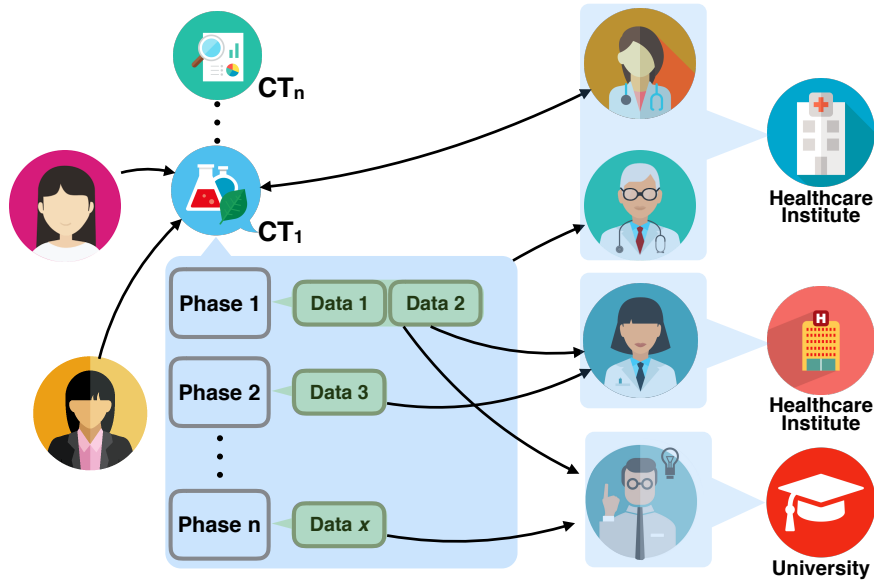 CTn
CT1
Healthcare
Institute
Phase 1
Data 1
Data 2
Phase 2
Data 3
H
Healthcare
Institute
Phase n
Data x
University